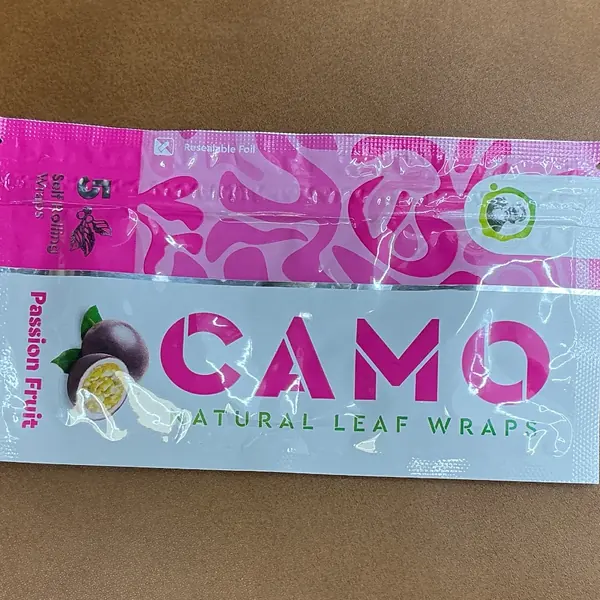 Resealable Foil
5
Self Rolling
Wraps
Passion Fruit
CAMO
NATURAL LEAF WRAPS